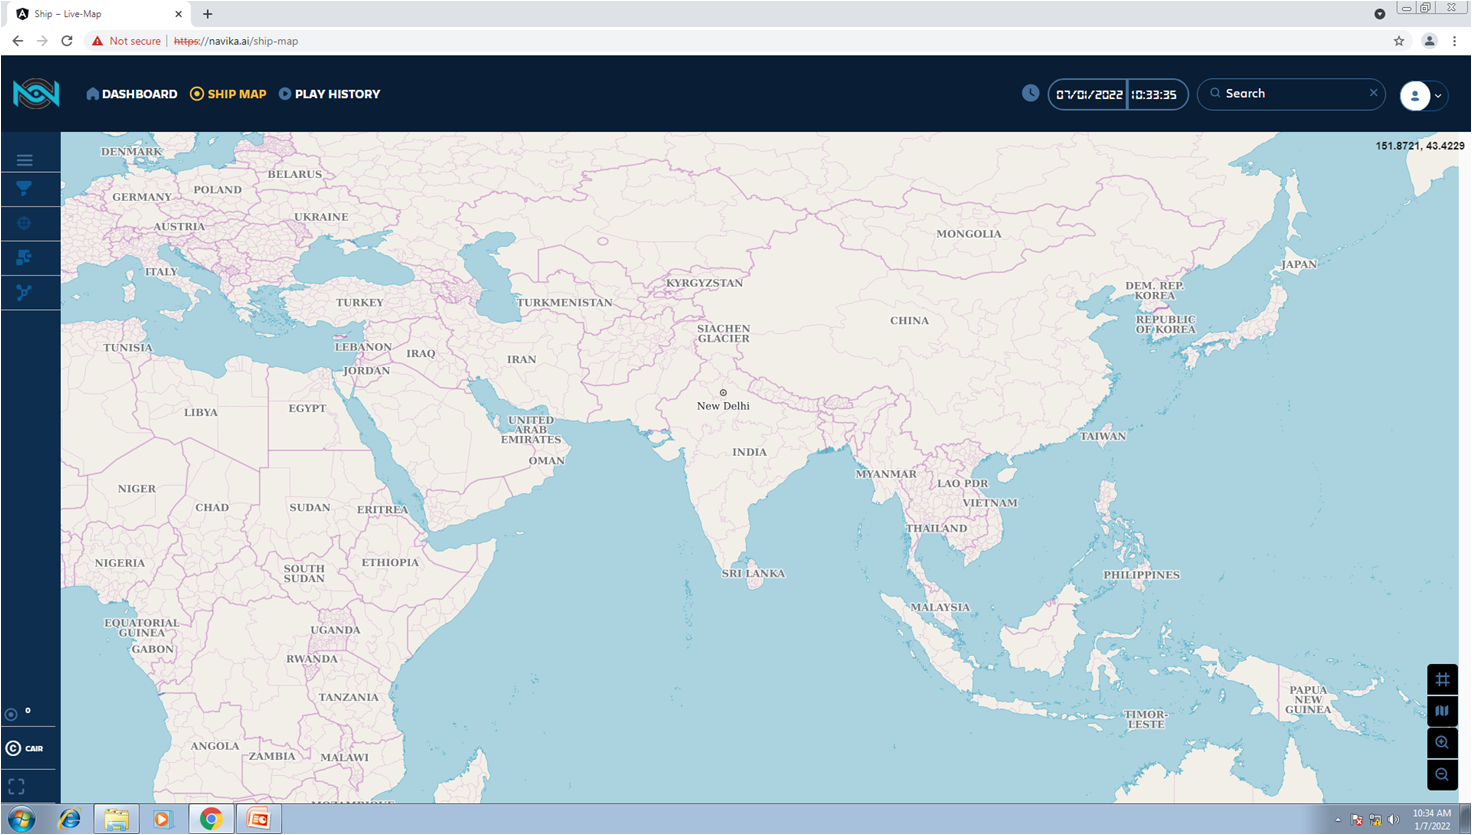 Ship – Live-Map
Not secure
https://navika.ai/ship-map
DASHBOARD
SHIP MAP
PLAY HISTORY
07/01/2022
10:33:35
Search
151.8721, 43.4229
DENMARK
BELARUS
POLAND
GERMANY
UKRAINE
AUSTRIA
MONGOLIA
ITALY
JAPAN
KYRGYZSTAN
DEM. REP.
KOREA
TURKEY
TURKMENISTAN
CHINA
REPUBLIC
OF KOREA
SIACHEN
GLACIER
TUNISIA
LEBANON
IRAQ
IRAN
JORDAN
New Delhi
LIBYA
EGYPT
UNITED
ARAB
EMIRATES
TAIWAN
INDIA
OMAN
MYANMAR
LAO PDR
NIGER
VIETNAM
CHAD
SUDAN
ERITREA
THAILAND
NIGERIA
ETHIOPIA
SOUTH
SUDAN
SRI LANKA
PHILIPPINES
MALAYSIA
EQUATORIAL
GUINEA
UGANDA
GABON
RWANDA
TANZANIA
PAPUA
NEW
GUINEA
TIMOR-
LESTE
ANGOLA
ZAMBIA
MALAWI
MOZAMBIQUE
0
© CAIR
10:34 AM
1/7/2022